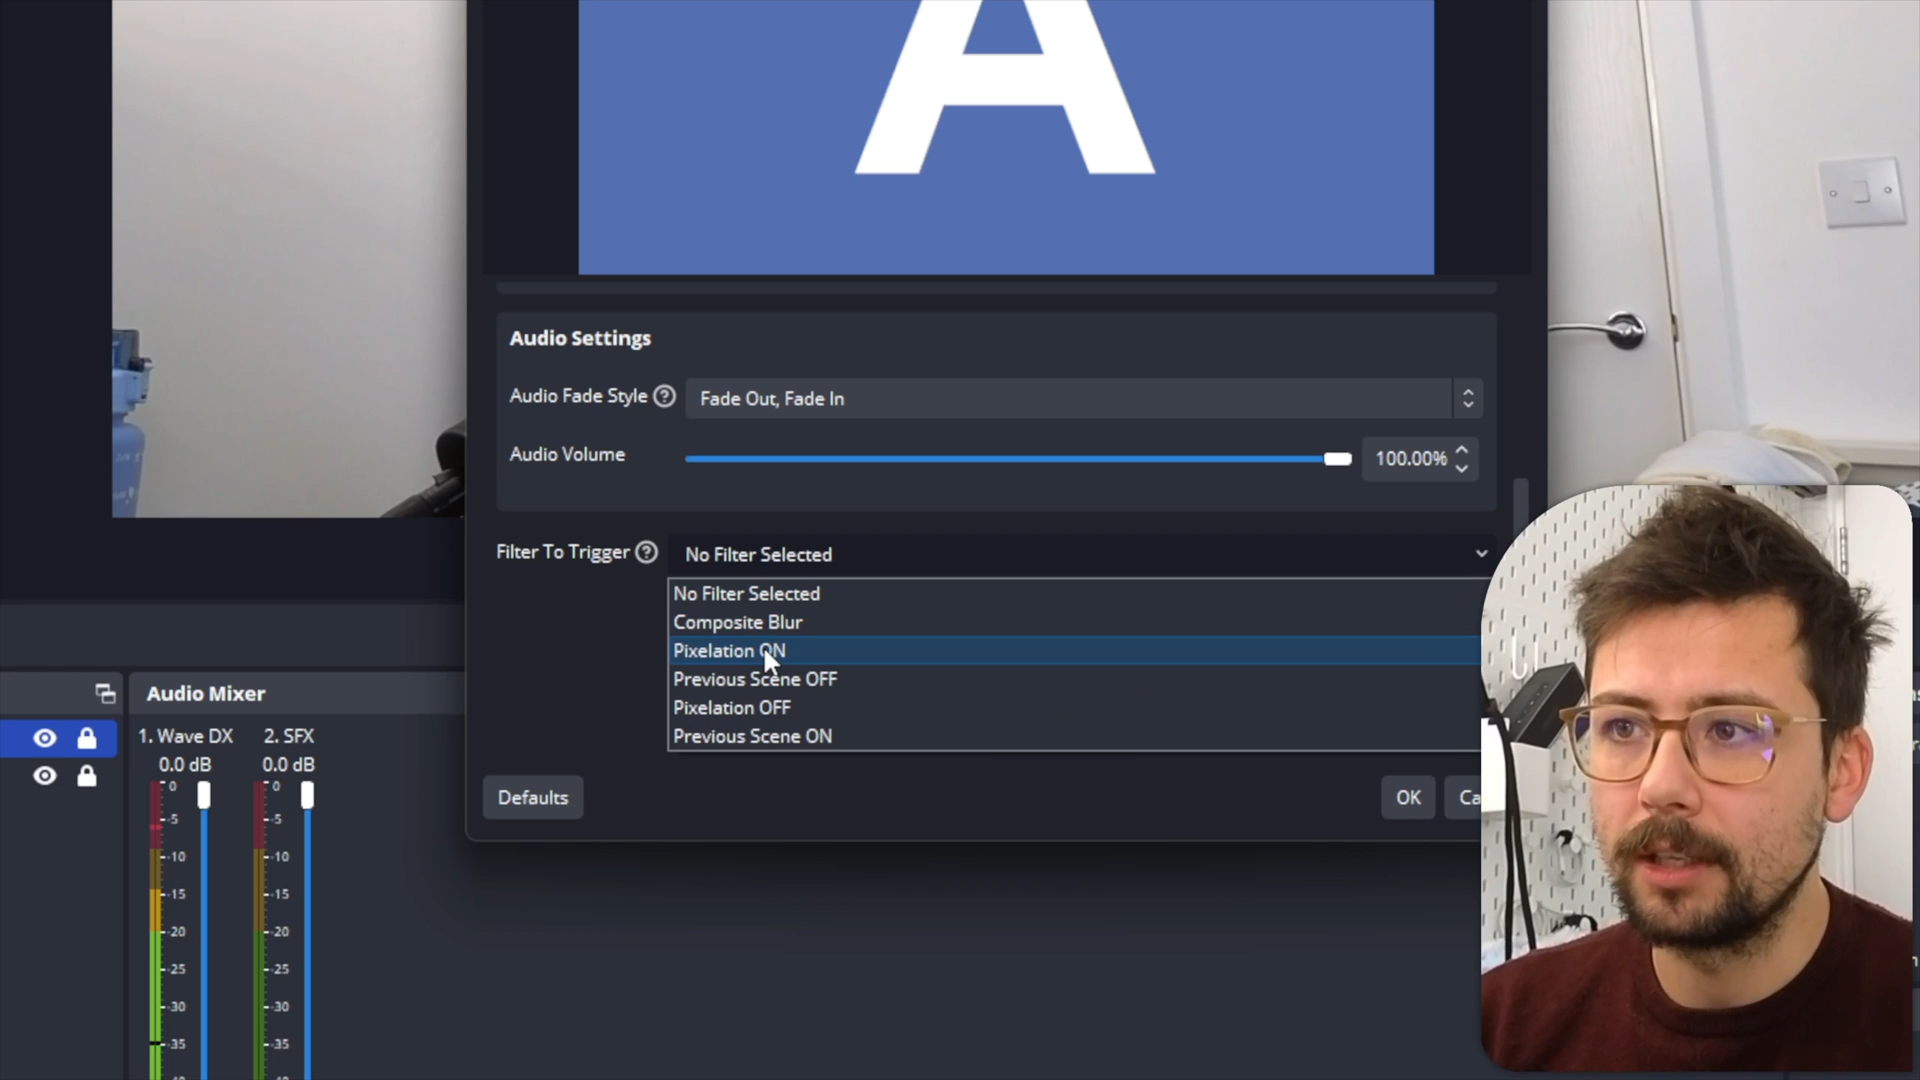 A
Audio Settings
Audio Fade Style ? Fade Out, Fade In
Audio Volume 100.00%
Filter To Trigger ? No Filter Selected
No Filter Selected
Composite Blur
Pixelation ON
Previous Scene OFF
Pixelation OFF
Previous Scene ON
Defaults
OK
Audio Mixer
1. Wave DX 2. SFX
0.0 dB 0.0 dB
0 0
-5 -5
-10 -10
-15 -15
-20 -20
-25 -25
-30 -30
-35 -35